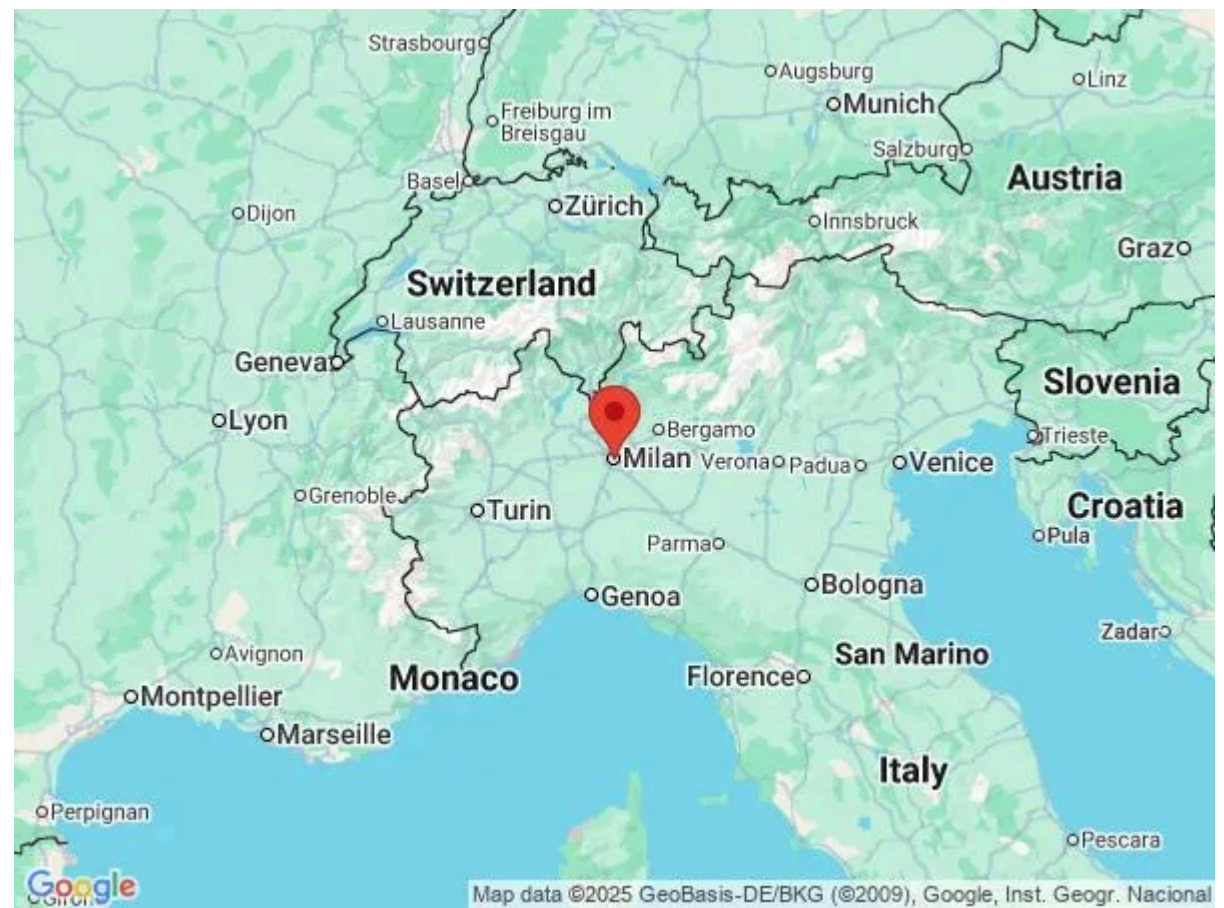 Strasbourg
Augsburg
Linz
Munich
Freiburg im
Breisgau
Salzburg
Austria
Basel
Zürich
Dijon
Innsbruck
Graz
Switzerland
Lausanne
Geneva
Slovenia
Lyon
Bergamo
Trieste
Milan
Verona
Padua
Venice
Grenoble
Turin
Croatia
Pula
Parma
Bologna
Genoa
Zadar
Avignon
San Marino
Monaco
Florence
Montpellier
Marseille
Italy
Perpignan
Pescara
Google
Map data ©2025 GeoBasis-DE/BKG (©2009), Google, Inst. Geogr. Nacional